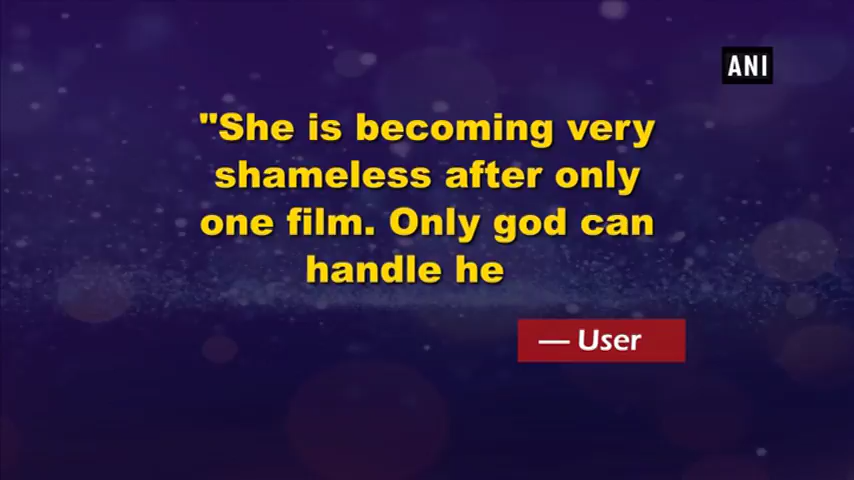 ANI
"She is becoming very
shameless after only
one film. Only god can
handle he
— User